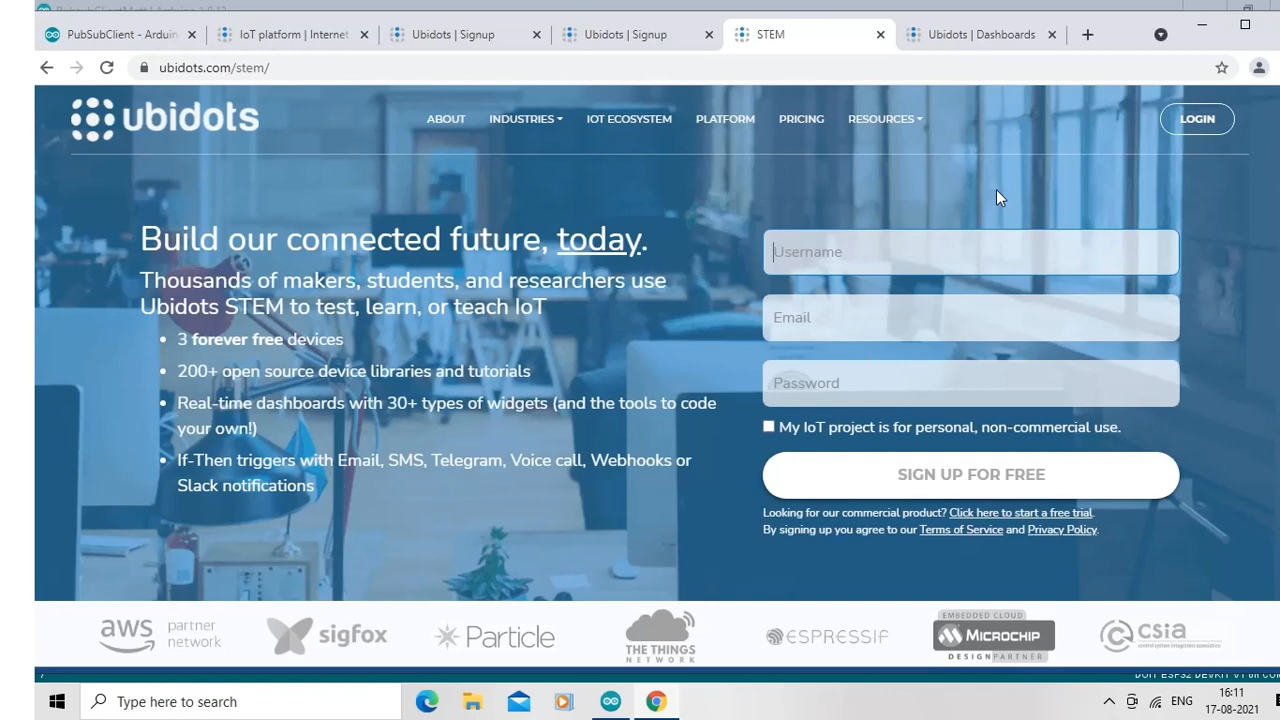 PubSubClient - Arduin
IoT platform | Internet
Ubidots | Signup
Ubidots | Signup
STEM
Ubidots | Dashboards
ubidots.com/stem/
ubidots
ABOUT
INDUSTRIES
IOT ECOSYSTEM
PLATFORM
PRICING
RESOURCES
LOGIN
Build our connected future, today.
Thousands of makers, students, and researchers use
Ubidots STEM to test, learn, or teach IoT
3 forever free devices
200+ open source device libraries and tutorials
Real-time dashboards with 30+ types of widgets (and the tools to code
your own!)
If-Then triggers with Email, SMS, Telegram, Voice call, Webhooks or
Slack notifications
Username
Email
Password
My IoT project is for personal, non-commercial use.
SIGN UP FOR FREE
Looking for our commercial product? Click here to start a free trial.
By signing up you agree to our Terms of Service and Privacy Policy.
aws partner
network
sigfox
Particle
THE THINGS
NETWORK
ESPRESSIF
EMBEDDED CLOUD
MICROCHIP
DESIGN PARTNER
csia
Type here to search
ENG
16:11
17-08-2021